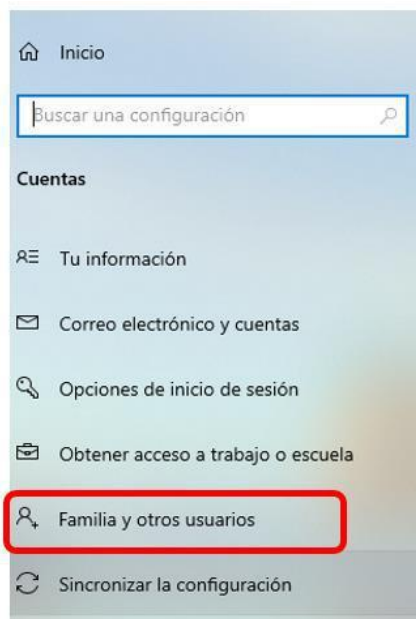 Inicio
Buscar una configuración
Cuentas
Tu información
Correo electrónico y cuentas
Opciones de inicio de sesión
Obtener acceso a trabajo o escuela
Familia y otros usuarios
Sincronizar la configuración